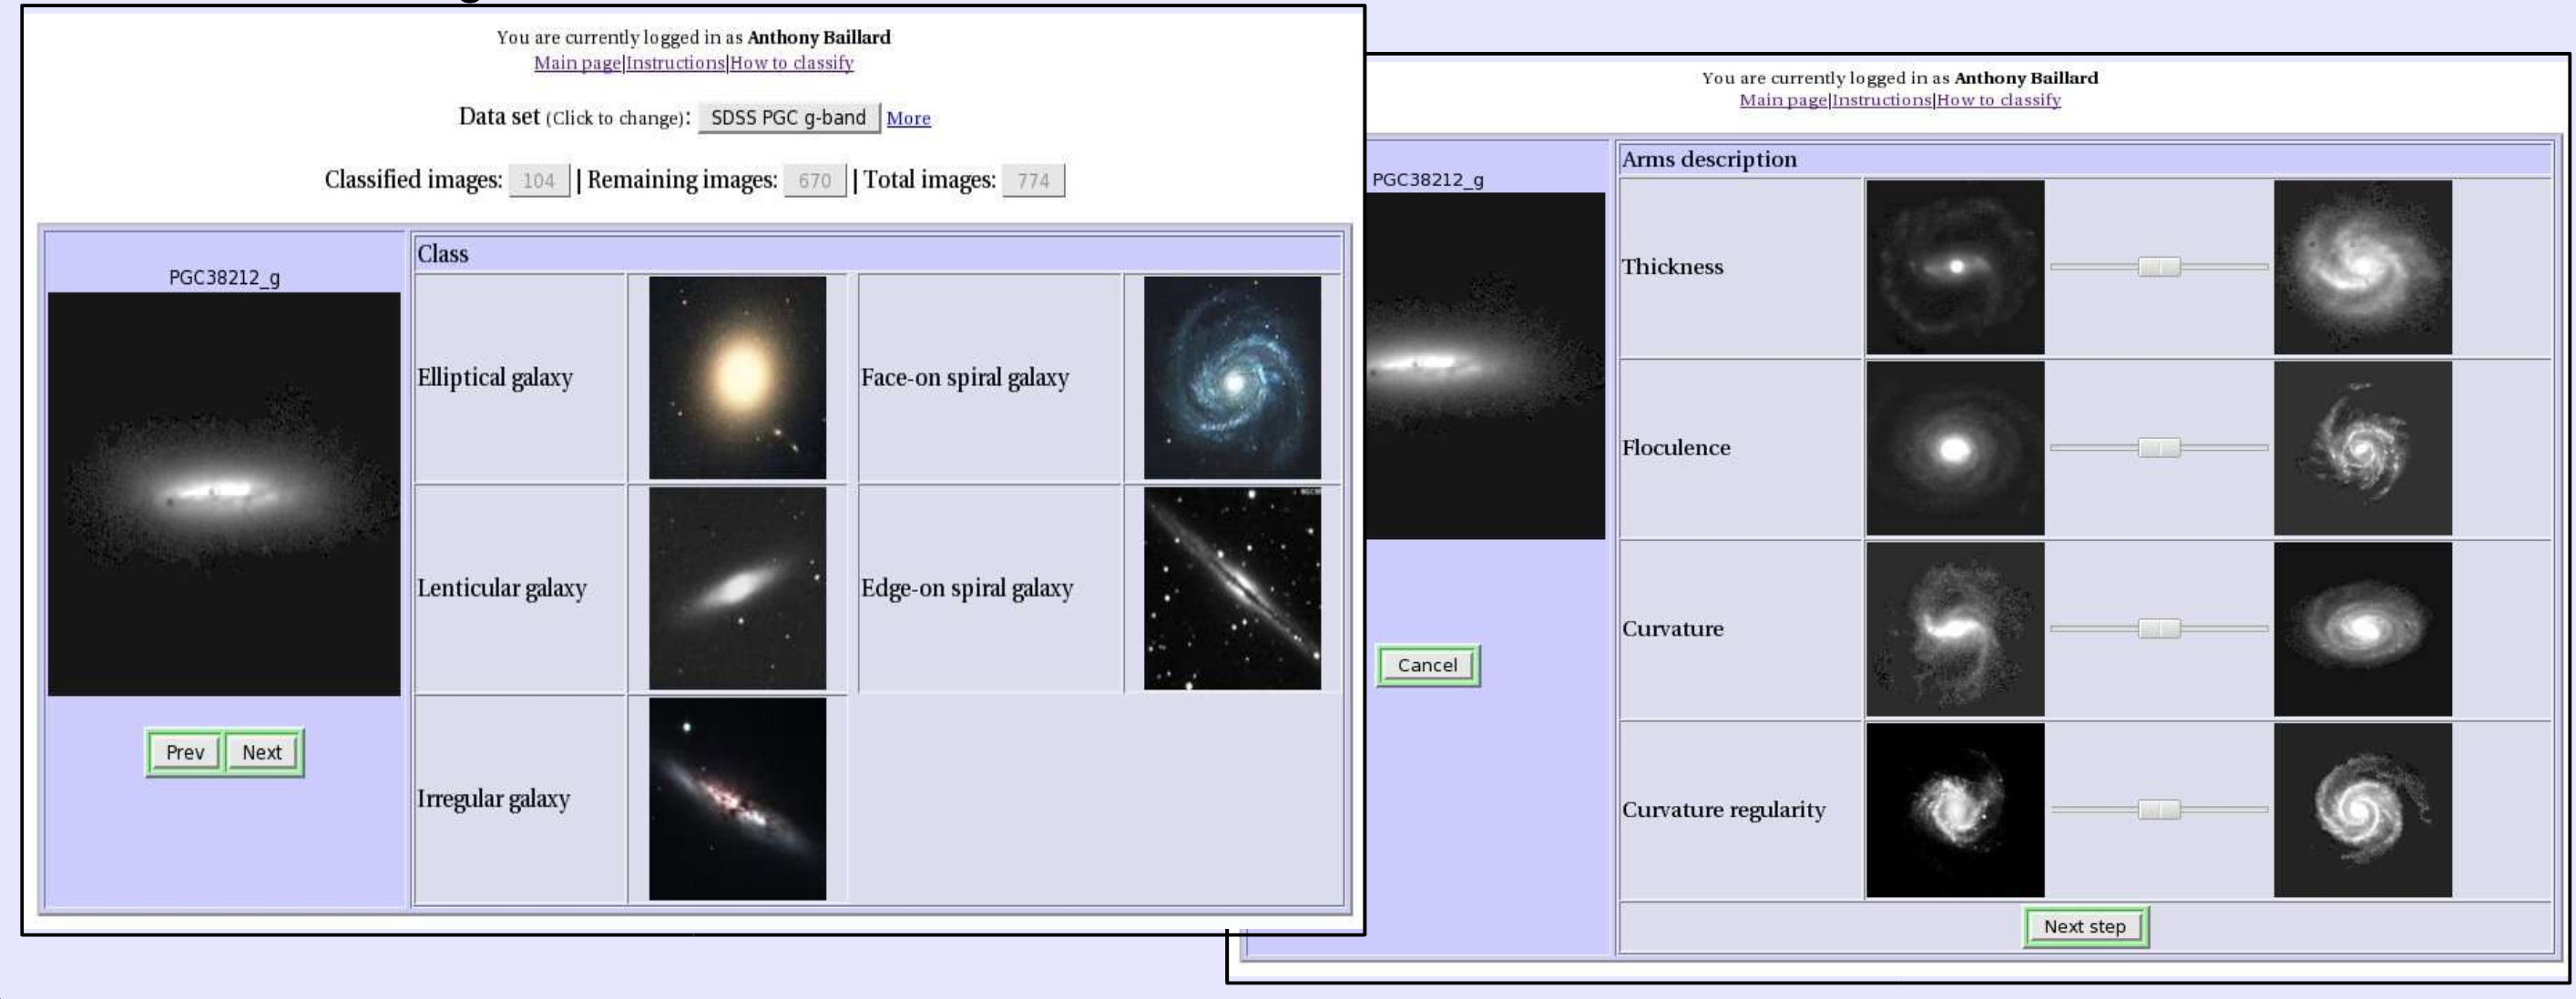 You are currently logged in as Anthony Baillard
Main page|Instructions|How to classify
Data set (Click to change): SDSS PGC g-band More
Classified images: 104 | Remaining images: 670 | Total images: 774
PGC38212_g
Class
Elliptical galaxy
Face-on spiral galaxy
Lenticular galaxy
Edge-on spiral galaxy
Irregular galaxy
Prev Next
You are currently logged in as Anthony Baillard
Main page|Instructions|How to classify
PGC38212_g
Arms description
Thickness
Floculence
Curvature
Curvature regularity
Cancel
Next step